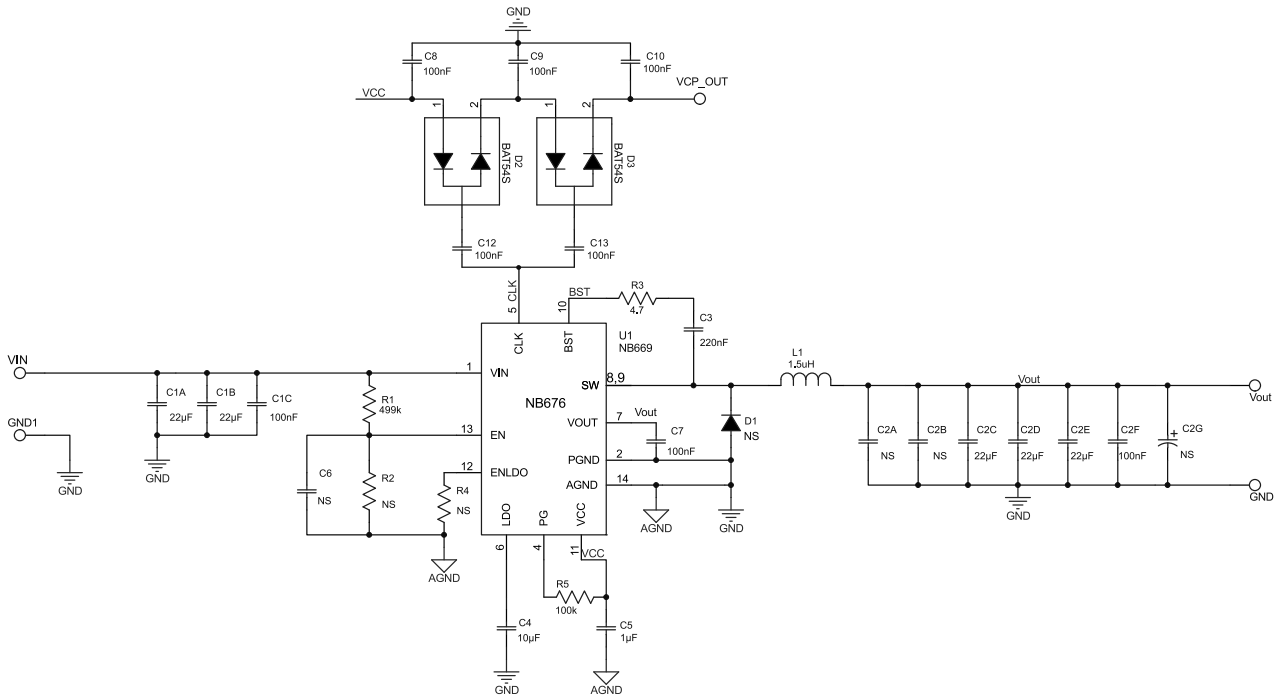 GND
C8
100nF
C9
100nF
C10
100nF
VCC
VCP_OUT
1
2
1
2
D2
BAT54S
D3
BAT54S
C12
100nF
C13
100nF
5 CLK
10
BST
R3
4.7
C3
220nF
U1
NB669
CLK
BST
VIN
1
VIN
C1A
22µF
C1B
22µF
C1C
100nF
R1
499k
GND1
GND
GND
13
EN
12
ENLDO
C6
NS
R2
NS
R4
NS
AGND
NB676
SW
8,9
VOUT
7
Vout
C7
100nF
PGND
2
AGND
14
D1
NS
AGND
GND
L1
1.5uH
Vout
Vout
C2A
NS
C2B
NS
C2C
22µF
C2D
22µF
C2E
22µF
C2F
100nF
+
C2G
NS
GND
GND
LDO
PG
VCC
6
4
11
VCC
R5
100k
C4
10µF
C5
1µF
GND
AGND